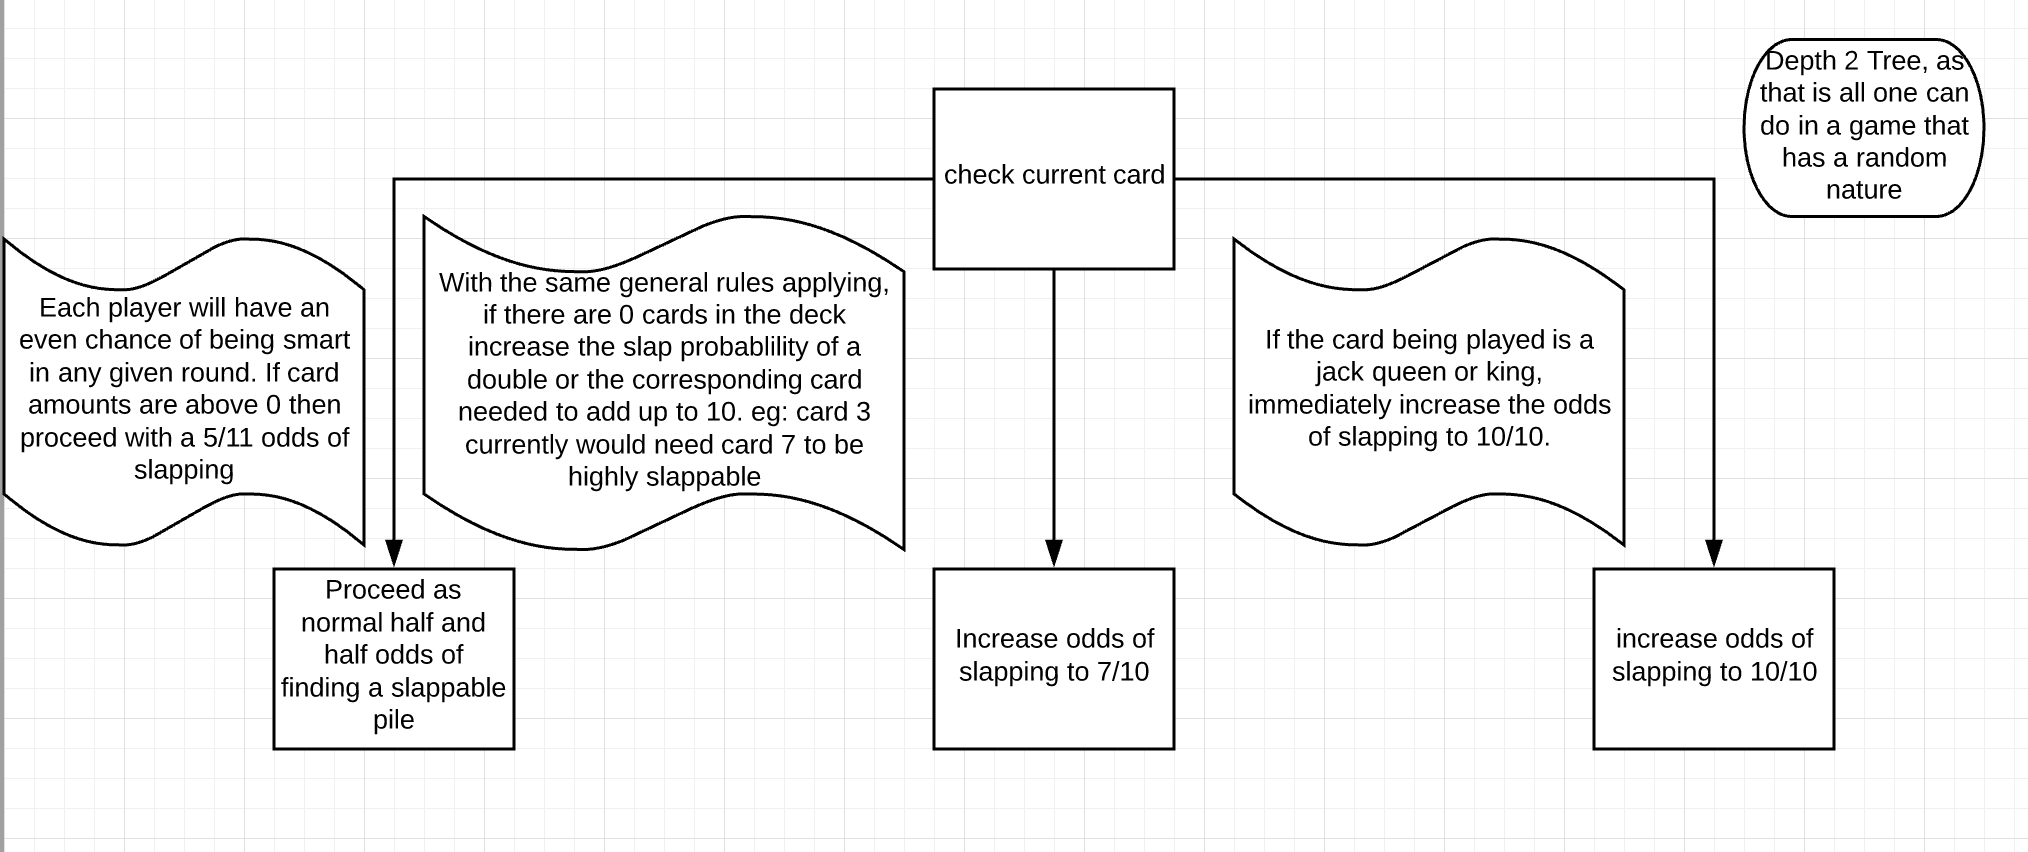 Depth 2 Tree, as
that is all one can
do in a game that
has a random
nature
check current card
Each player will have an
even chance of being smart
in any given round. If card
amounts are above 0 then
proceed with a 5/11 odds of
slapping
With the same general rules applying,
if there are 0 cards in the deck
increase the slap probablility of a
double or the corresponding card
needed to add up to 10. eg: card 3
currently would need card 7 to be
highly slappable
If the card being played is a
jack queen or king,
immediately increase the odds
of slapping to 10/10.
Proceed as
normal half and
half odds of
finding a slappable
pile
Increase odds of
slapping to 7/10
increase odds of
slapping to 10/10